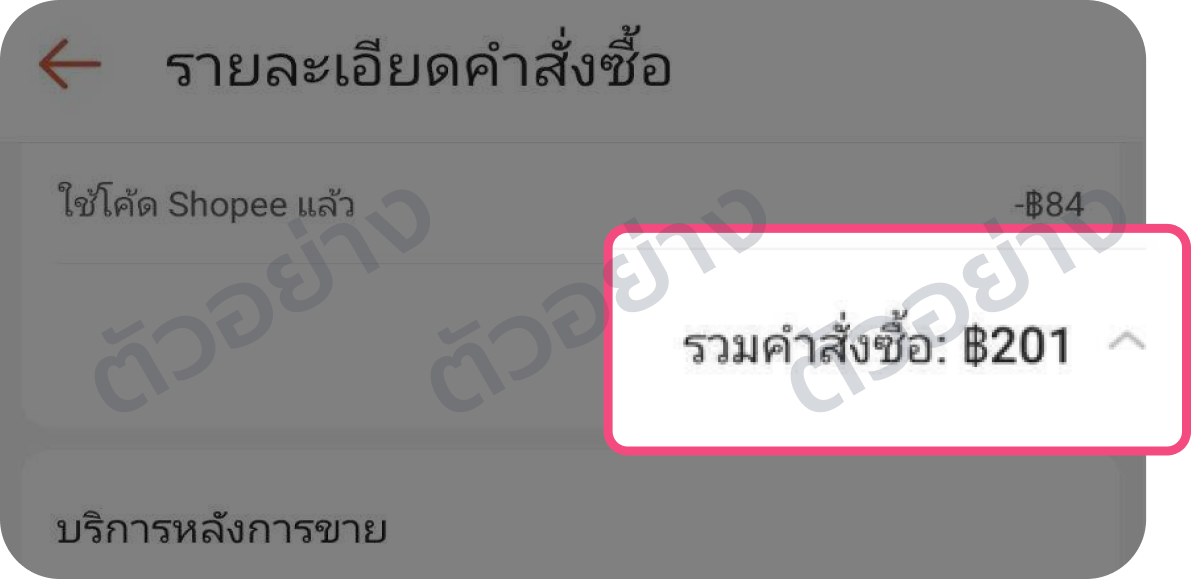 รายละเอียดคำสั่งซื้อ
ใช้โค้ด Shopee แล้ว -฿84
รวมคำสั่งซื้อ: ฿201
บริการหลังการขาย
ตัวอย่าง ตัวอย่าง ตัวอย่าง